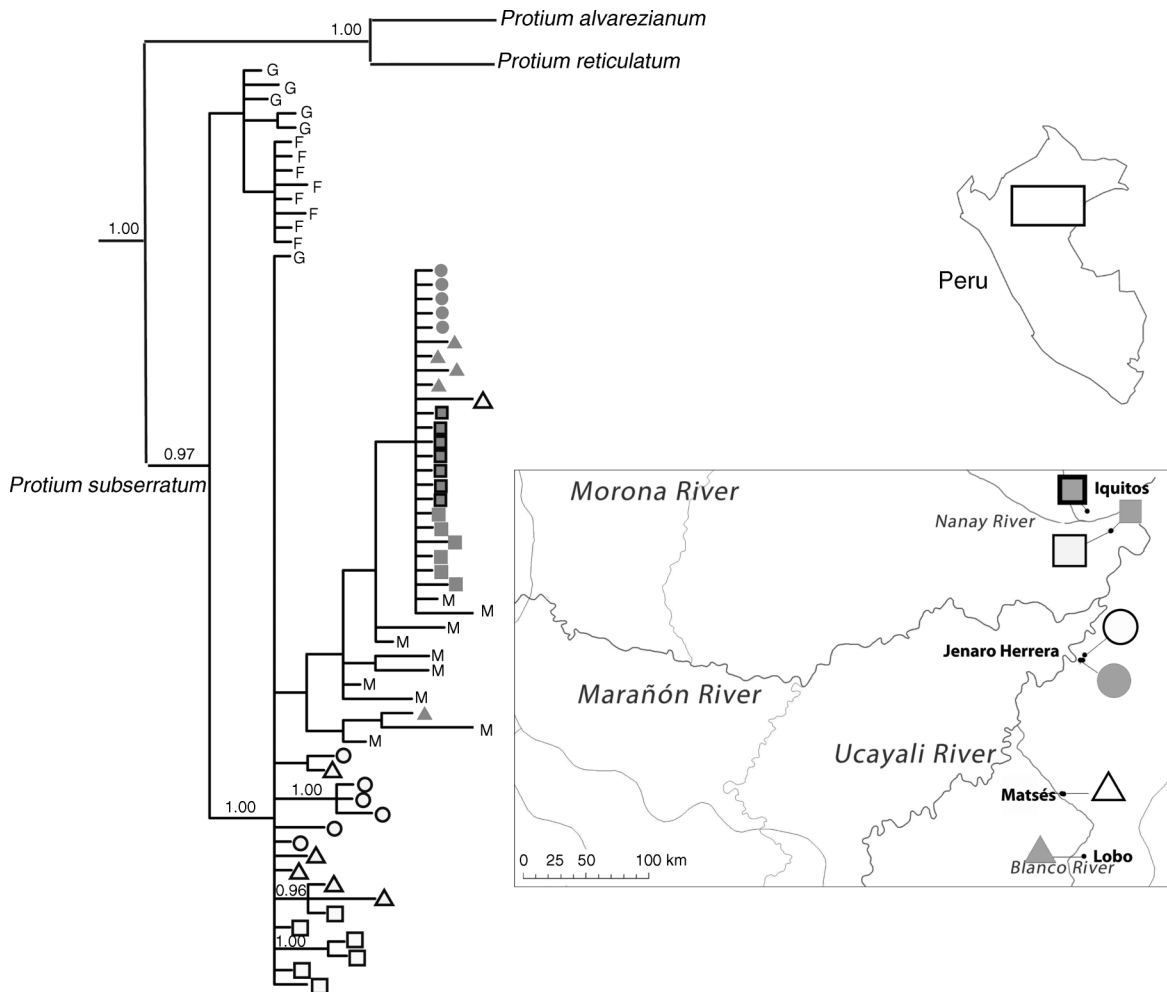 Protium alvarezianum
1.00
Protium reticulatum
G
G
G
G
G
F
F
F
F
F
F
F
F
G
1.00
Peru
0.97
Protium subserratum
M
M
M
M
M
M
M
M
M
M
1.00
1.00
0.96
1.00
Morona River
Iquitos
Nanay River
Jenaro Herrera
Marañón River
Ucayali River
Matsés
Lobo
Blanco River
0 25 50 100 km